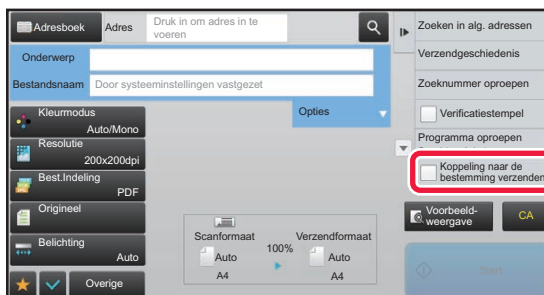 Adresboek
Adres
Druk in om adres in te
voeren
Onderwerp
Bestandsnaam
Door systeeminstellingen vastgezet
Opties
Kleurmodus
Auto/Mono
Resolutie
200x200dpi
Best.Indeling
PDF
Origineel
Belichting
Auto
Overige
Scanformaat
Auto
A4
100%
Verzendformaat
Auto
A4
Zoeken in alg. adressen
Verzendgeschiedenis
Zoeknummer oproepen
Verificatiestempel
Programma oproepen
Koppeling naar de
bestemming verzenden
Voorbeeld-
weergave
CA
Start